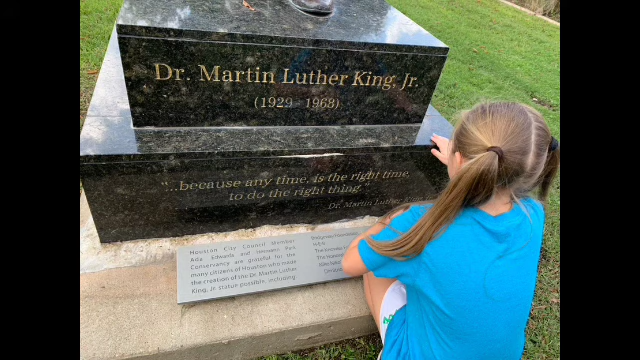 Dr. Martin Luther King, Jr.
(1929 - 1968)
"...because any time, is the right time,
to do the right thing."
Dr. Martin Luther
Houston City Council Member
Ada Edwards and Hermann Park
Conservancy are grateful for the
many citizens of Houston who made
the creation of the Dr. Martin Luther
King, Jr. statue possible, including